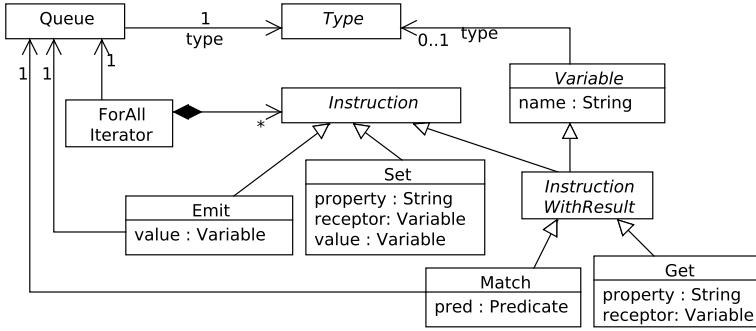 Queue
1
type
Type
0..1
type
Variable
name : String
1
1
1
ForAll
Iterator
*
Instruction
Set
property : String
receptor: Variable
value : Variable
Instruction
WithResult
Emit
value : Variable
Match
pred : Predicate
Get
property : String
receptor: Variable